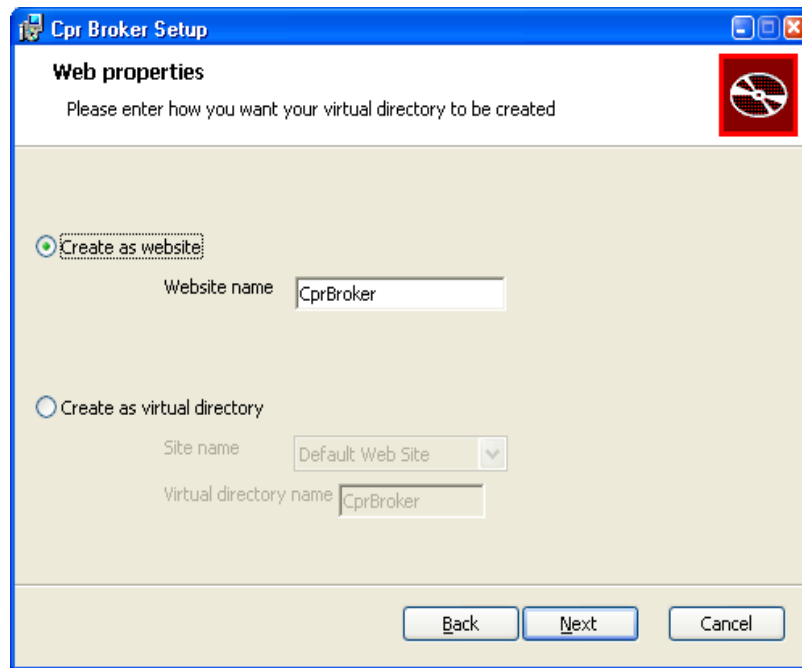 Cpr Broker Setup
Web properties
Please enter how you want your virtual directory to be created
Create as website
Website name CprBroker
Create as virtual directory
Site name Default Web Site
Virtual directory name CprBroker
Back Next Cancel